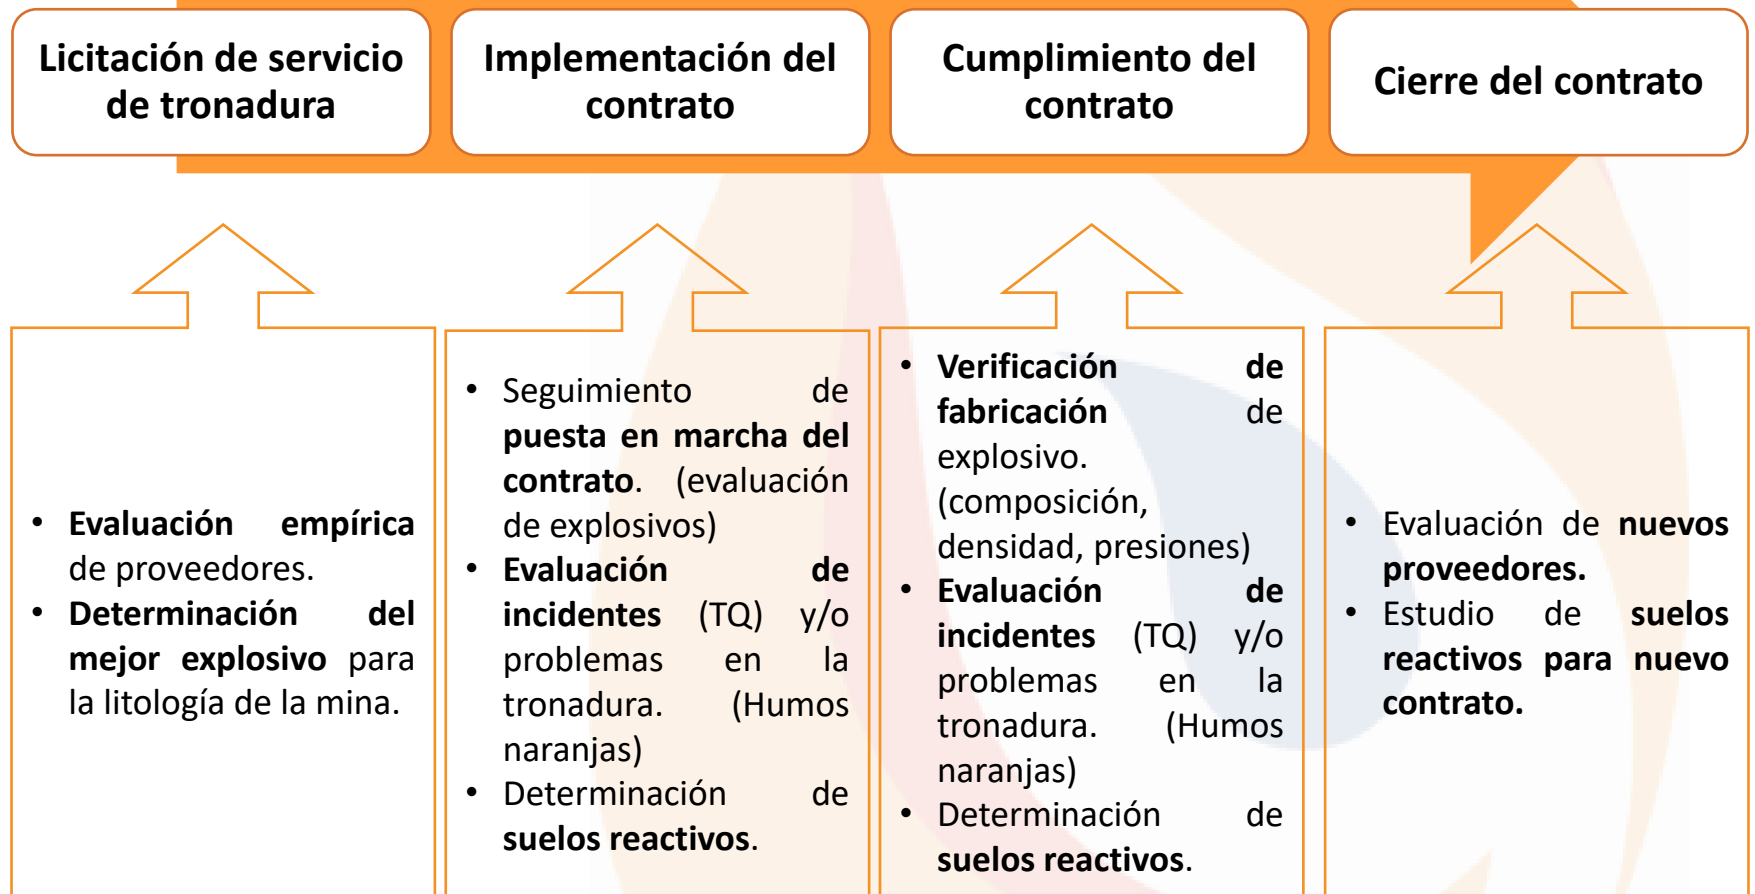 Licitación de servicio
de tronadura
Implementación del
contrato
Cumplimiento del
contrato
Cierre del contrato
• Evaluación empírica
de proveedores.
• Determinación del
mejor explosivo para
la litología de la mina.
• Seguimiento de
puesta en marcha del
contrato. (evaluación
de explosivos)
• Evaluación de
incidentes (TQ) y/o
problemas en la
tronadura. (Humos
naranjas)
• Determinación de
suelos reactivos.
• Verificación de
fabricación de
explosivo.
(composición,
densidad, presiones)
• Evaluación de
incidentes (TQ) y/o
problemas en la
tronadura. (Humos
naranjas)
• Determinación de
suelos reactivos.
• Evaluación de nuevos
proveedores.
• Estudio de suelos
reactivos para nuevo
contrato.